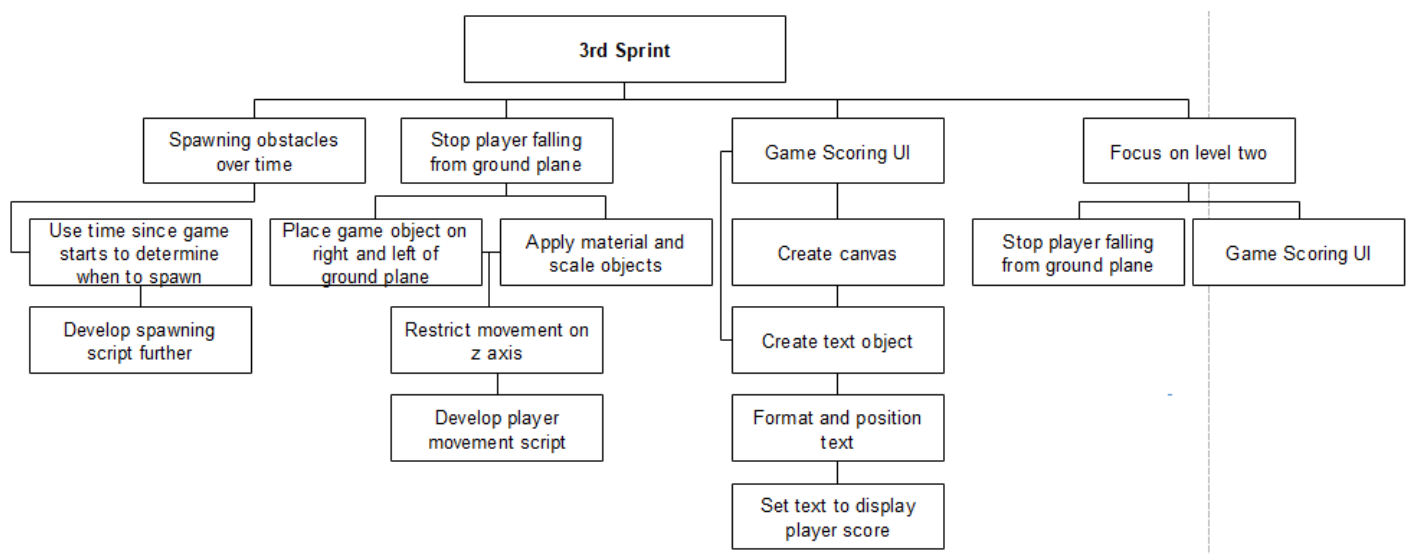 3rd Sprint
Spawning obstacles
over time
Stop player falling
from ground plane
Game Scoring UI
Focus on level two
Use time since game
starts to determine
when to spawn
Place game object on
right and left of
ground plane
Apply material and
scale objects
Create canvas
Stop player falling
from ground plane
Game Scoring UI
Develop spawning
script further
Restrict movement on
z axis
Create text object
Develop player
movement script
Format and position
text
Set text to display
player score